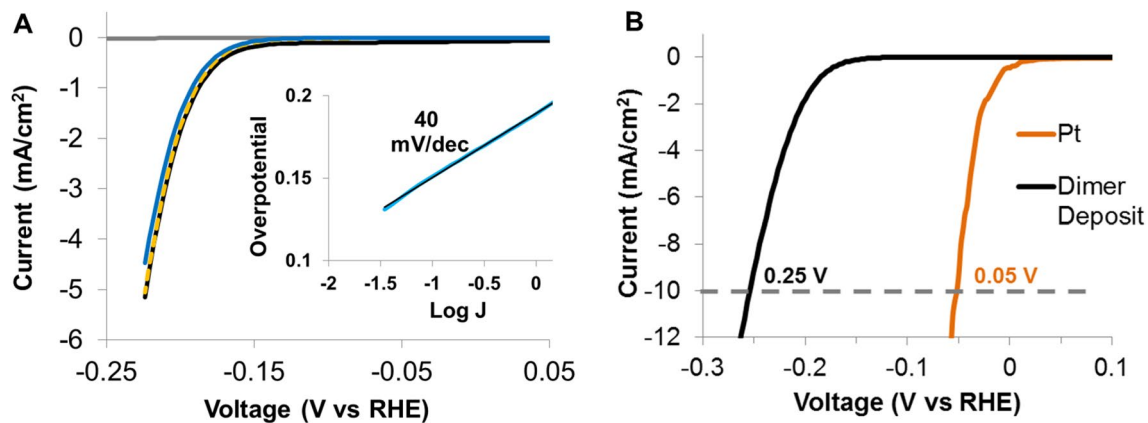 A
0
-1
-2
-3
-4
-5
-6
Current (mA/cm²)
-0.25
-0.15
-0.05
0.05
Voltage (V vs RHE)
0.2
0.15
0.1
Overpotential
40
mV/dec
-2
-1.5
-1
-0.5
0
Log J
B
0
-2
-4
-6
-8
-10
-12
Current (mA/cm²)
0.25 V
0.05 V
Pt
Dimer
Deposit
-0.3
-0.2
-0.1
0
0.1
Voltage (V vs RHE)